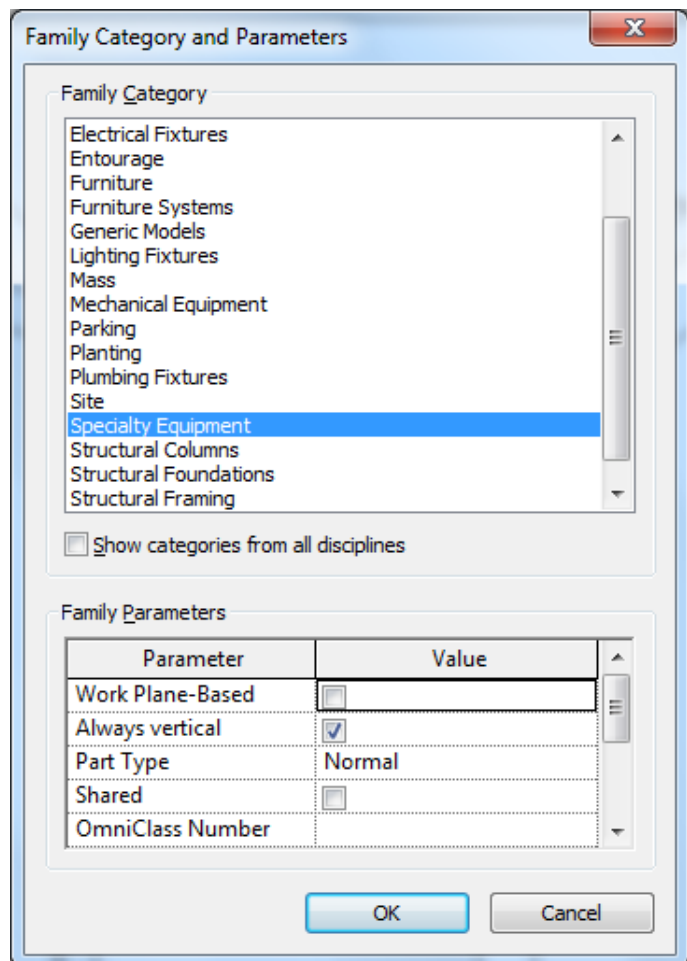 Family Category and Parameters
Family Category
Electrical Fixtures
Entourage
Furniture
Furniture Systems
Generic Models
Lighting Fixtures
Mass
Mechanical Equipment
Parking
Planting
Plumbing Fixtures
Site
Specialty Equipment
Structural Columns
Structural Foundations
Structural Framing
Show categories from all disciplines
Family Parameters
Parameter Value
Work Plane-Based
Always vertical
Part Type Normal
Shared
OmniClass Number
OK Cancel